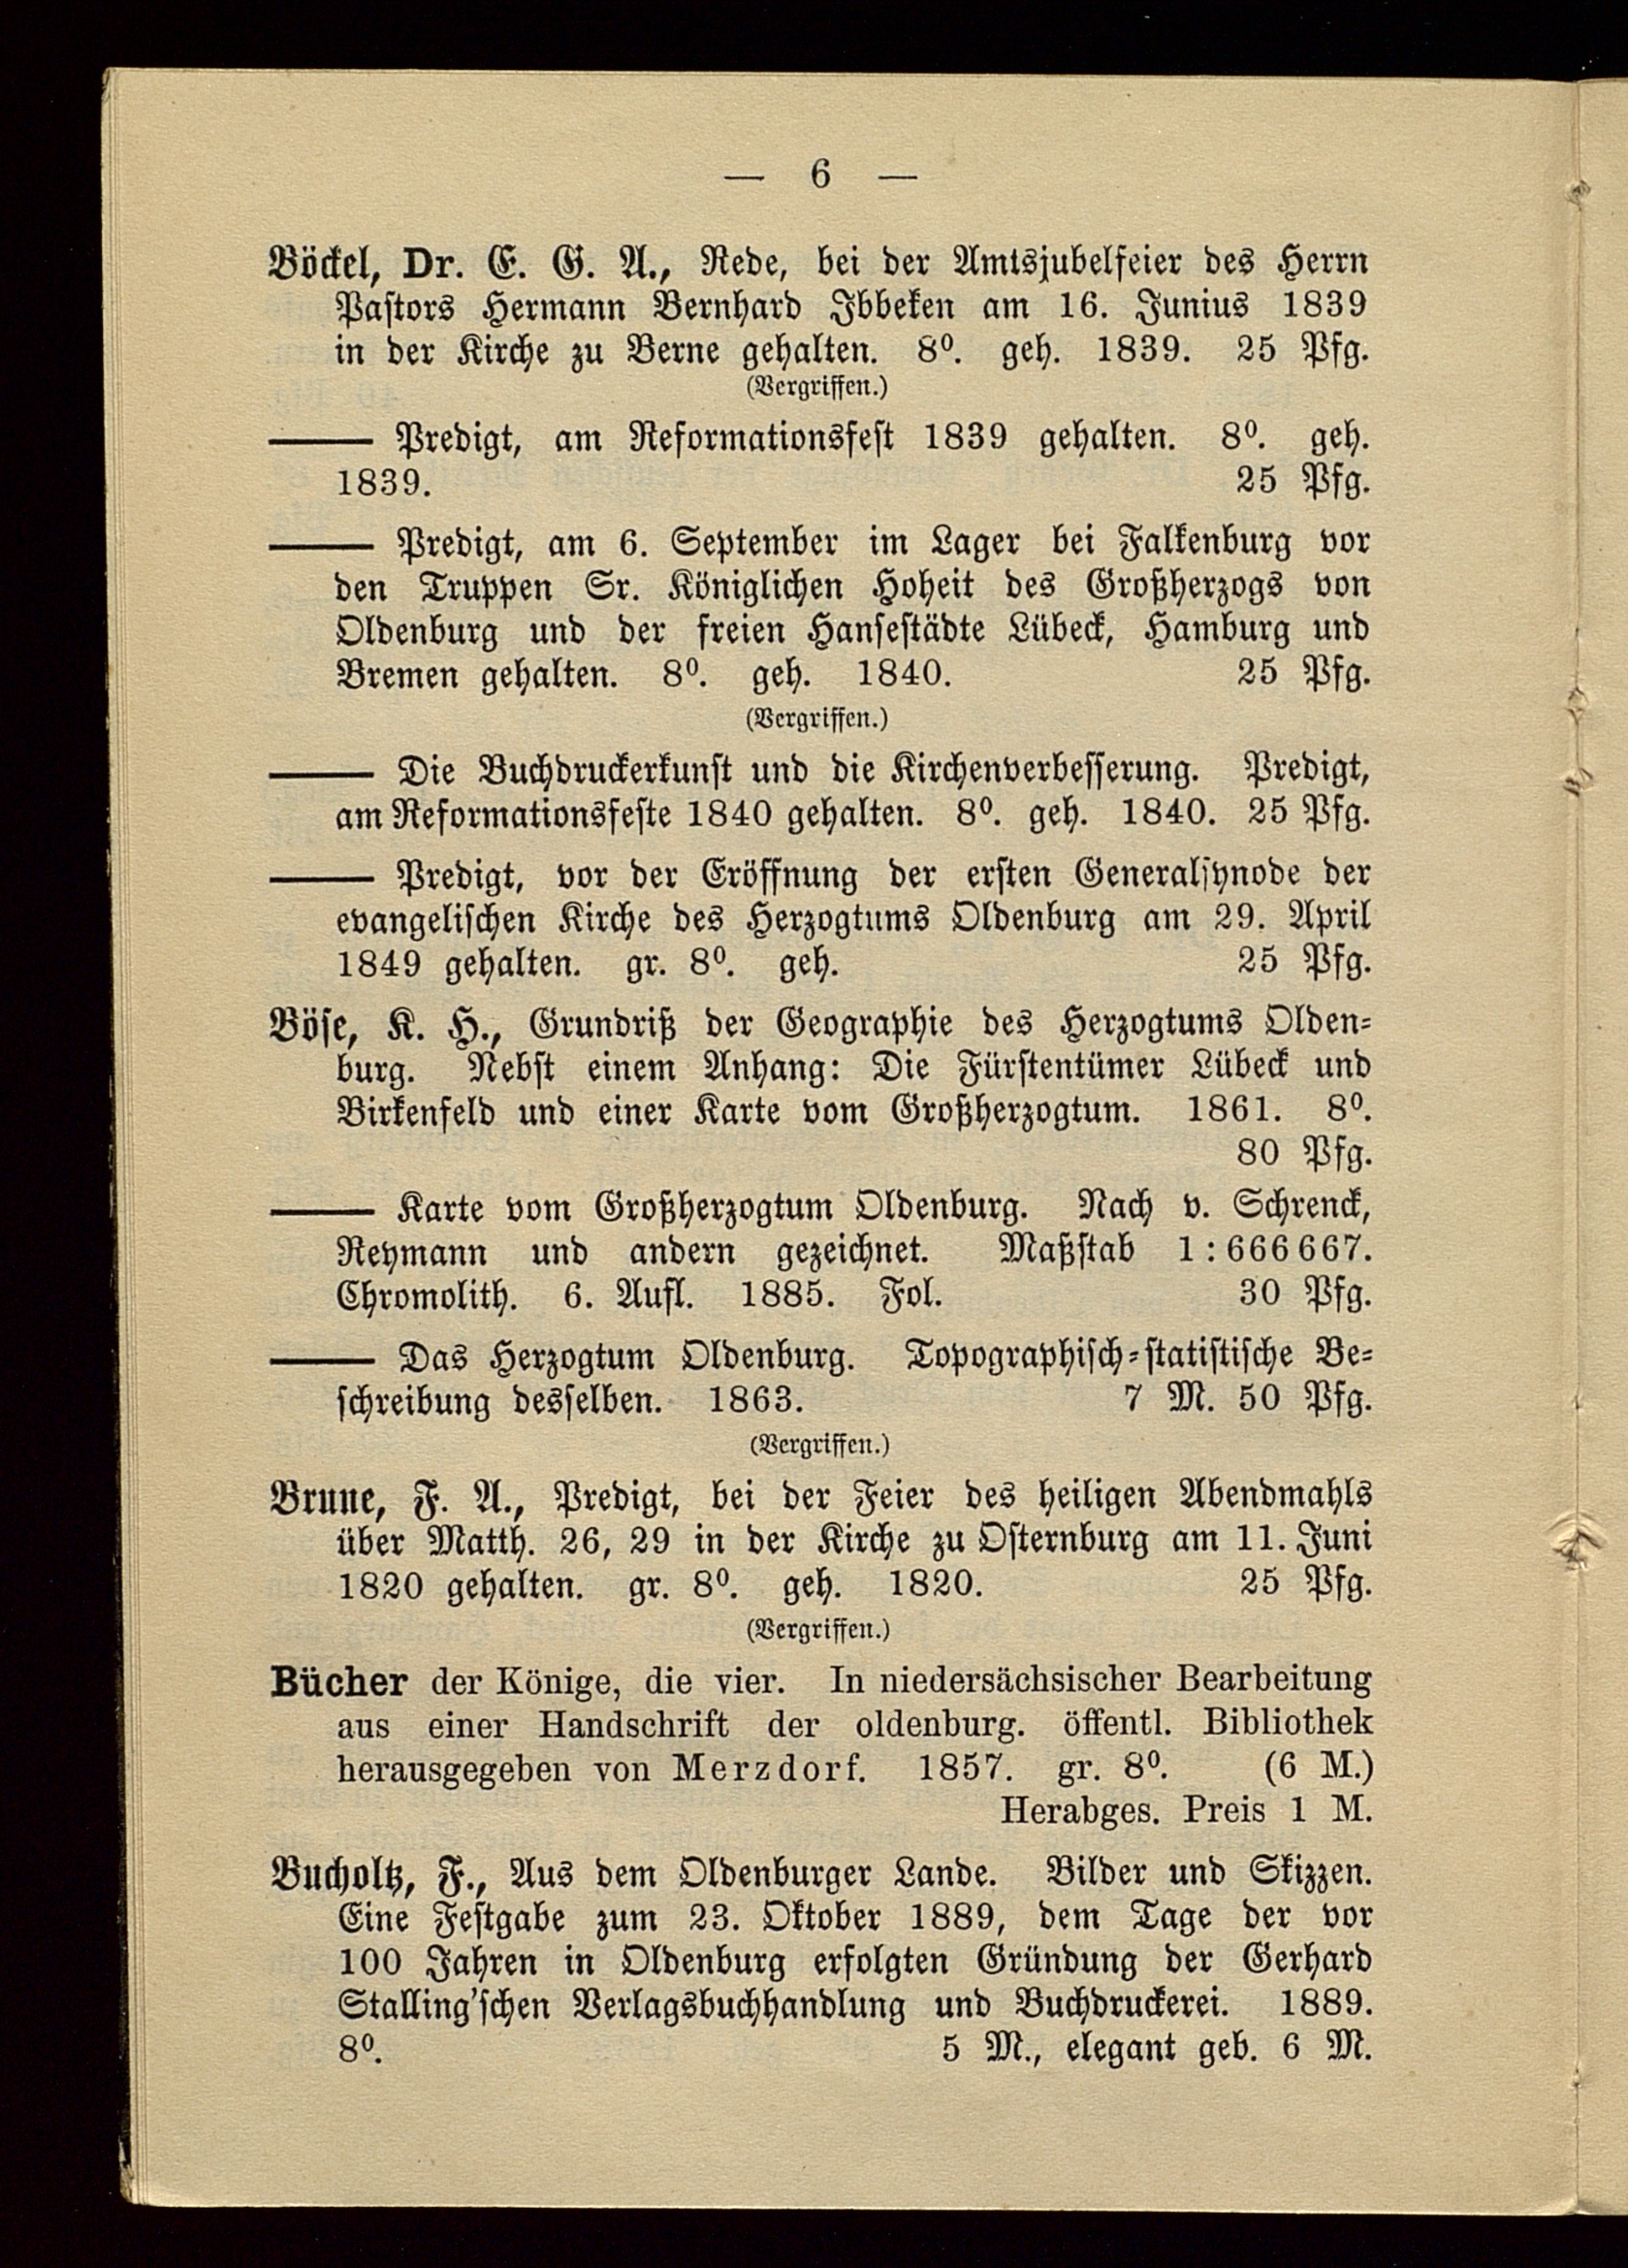 — 6 —
Böckel, Dr. E. G. A., Rede, bei der Amtsjubelfeier des Herrn
Pastors Hermann Bernhard Ibbeken am 16. Junius 1839
in der Kirche zu Berne gehalten. 8⁰. geh. 1839. 25 Pfg.
(Vergriffen.)
—— Predigt, am Reformationsfest 1839 gehalten. 8⁰. geh.
1839. 25 Pfg.
—— Predigt, am 6. September im Lager bei Falkenburg vor
den Truppen Sr. Königlichen Hoheit des Großherzogs von
Oldenburg und der freien Hansestädte Lübeck, Hamburg und
Bremen gehalten. 8⁰. geh. 1840. 25 Pfg.
(Vergriffen.)
—— Die Buchdruckerkunst und die Kirchenverbesserung. Predigt,
am Reformationsfeste 1840 gehalten. 8⁰. geh. 1840. 25 Pfg.
—— Predigt, vor der Eröffnung der ersten Generalsynode der
evangelischen Kirche des Herzogtums Oldenburg am 29. April
1849 gehalten. gr. 8⁰. geh. 25 Pfg.
Böse, K. H., Grundriß der Geographie des Herzogtums Olden-
burg. Nebst einem Anhang: Die Fürstentümer Lübeck und
Birkenfeld und einer Karte vom Großherzogtum. 1861. 8⁰.
80 Pfg.
—— Karte vom Großherzogtum Oldenburg. Nach v. Schrenck,
Reymann und andern gezeichnet. Maßstab 1:666667.
Chromolith. 6. Aufl. 1885. Fol. 30 Pfg.
—— Das Herzogtum Oldenburg. Topographisch-statistische Be-
schreibung desselben. 1863. 7 M. 50 Pfg.
(Vergriffen.)
Brune, F. A., Predigt, bei der Feier des heiligen Abendmahls
über Matth. 26, 29 in der Kirche zu Osternburg am 11. Juni
1820 gehalten. gr. 8⁰. geh. 1820. 25 Pfg.
(Vergriffen.)
Bücher der Könige, die vier. In niedersächsischer Bearbeitung
aus einer Handschrift der oldenburg. öffentl. Bibliothek
herausgegeben von Merzdorf. 1857. gr. 8⁰. (6 M.)
Herabges. Preis 1 M.
Bucholtz, F., Aus dem Oldenburger Lande. Bilder und Skizzen.
Eine Festgabe zum 23. Oktober 1889, dem Tage der vor
100 Jahren in Oldenburg erfolgten Gründung der Gerhard
Stalling'schen Verlagsbuchhandlung und Buchdruckerei. 1889.
8⁰. 5 M., elegant geb. 6 M.